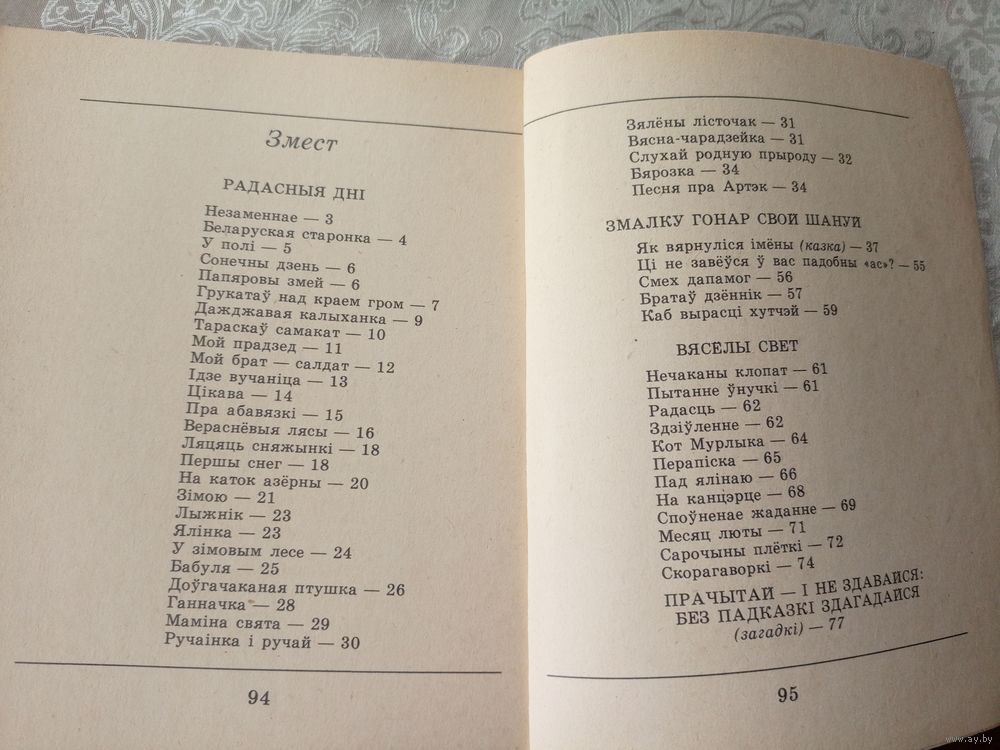 Змест
РАДАСНЫЯ ДНІ
Незаменнае — 3
Беларуская старонка — 4
У полі — 5
Сонечны дзень — 6
Папяровы змей — 6
Грукатаў над краем гром — 7
Дажджавая калыханка — 9
Тараскаў самакат — 10
Мой прадзед — 11
Мой брат — салдат — 12
Ідзе вучаніца — 13
Цікава — 14
Пра абавязкі — 15
Вераснёвыя лясы — 16
Ляцяць сняжынкі — 18
Першы снег — 18
На каток азёрны — 20
Зімою — 21
Лыжнік — 23
Ялінка — 23
У зімовым лесе — 24
Бабуля — 25
Доўгачаканая птушка — 26
Ганначка — 28
Маміна свята — 29
Ручаінка і ручай — 30
94
Зялёны лісточак — 31
Вясна-чарадзейка — 31
Слухай родную прыроду — 32
Бярозка — 34
Песня пра Артэк — 34
ЗМАЛКУ ГОНАР СВОЙ ШАНУЙ
Як вярнуліся імёны (казка) — 37
Ці не завёўся ў вас падобны «ас»? — 55
Смех дапамог — 56
Братаў дзённік — 57
Каб вырасці хутчэй — 59
ВЯСЁЛЫ СВЕТ
Нечаканы клопат — 61
Пытанне ўнучкі — 61
Радасць — 62
Здзіўленне — 62
Кот Мурлыка — 64
Перапіска — 65
Пад ялінаю — 66
На канцэрце — 68
Споўненае жаданне — 69
Месяц люты — 71
Сарочыны плёткі — 72
Скорагаворкі — 74
ПРАЧЫТАЙ — І НЕ ЗДАВАЙСЯ:
БЕЗ ПАДКАЗКІ ЗДАГАДАЙСЯ
(загадкі) — 77
95
www.ay.by